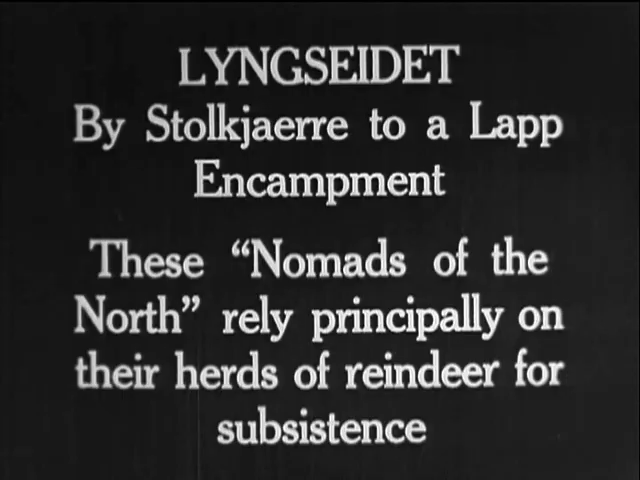 LYNGSEIDET
By Stolkjaerre to a Lapp
Encampment
These “Nomads of the
North” rely principally on
their herds of reindeer for
subsistence